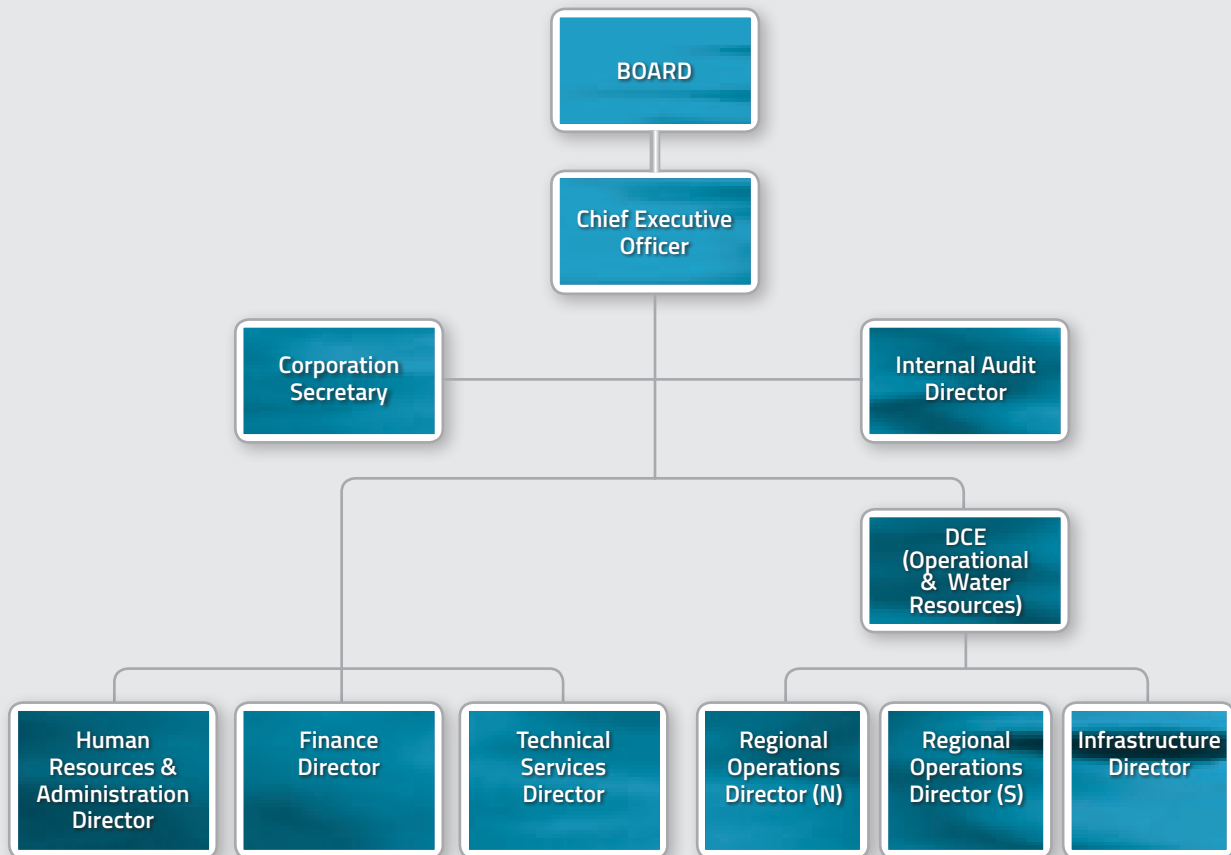 BOARD
Chief Executive
Officer
Corporation
Secretary
Internal Audit
Director
DCE
(Operational
& Water
Resources)
Human
Resources &
Administration
Director
Finance
Director
Technical
Services
Director
Regional
Operations
Director (N)
Regional
Operations
Director (S)
Infrastructure
Director